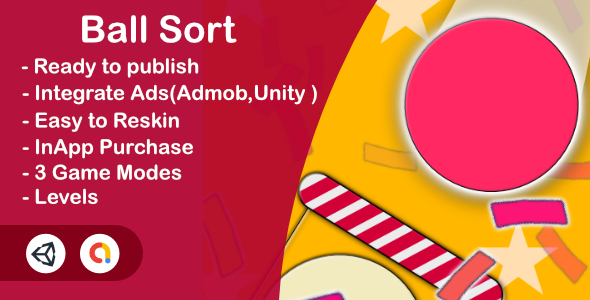 Ball Sort
- Ready to publish
- Integrate Ads(Admob,Unity )
- Easy to Reskin
- InApp Purchase
- 3 Game Modes
- Levels